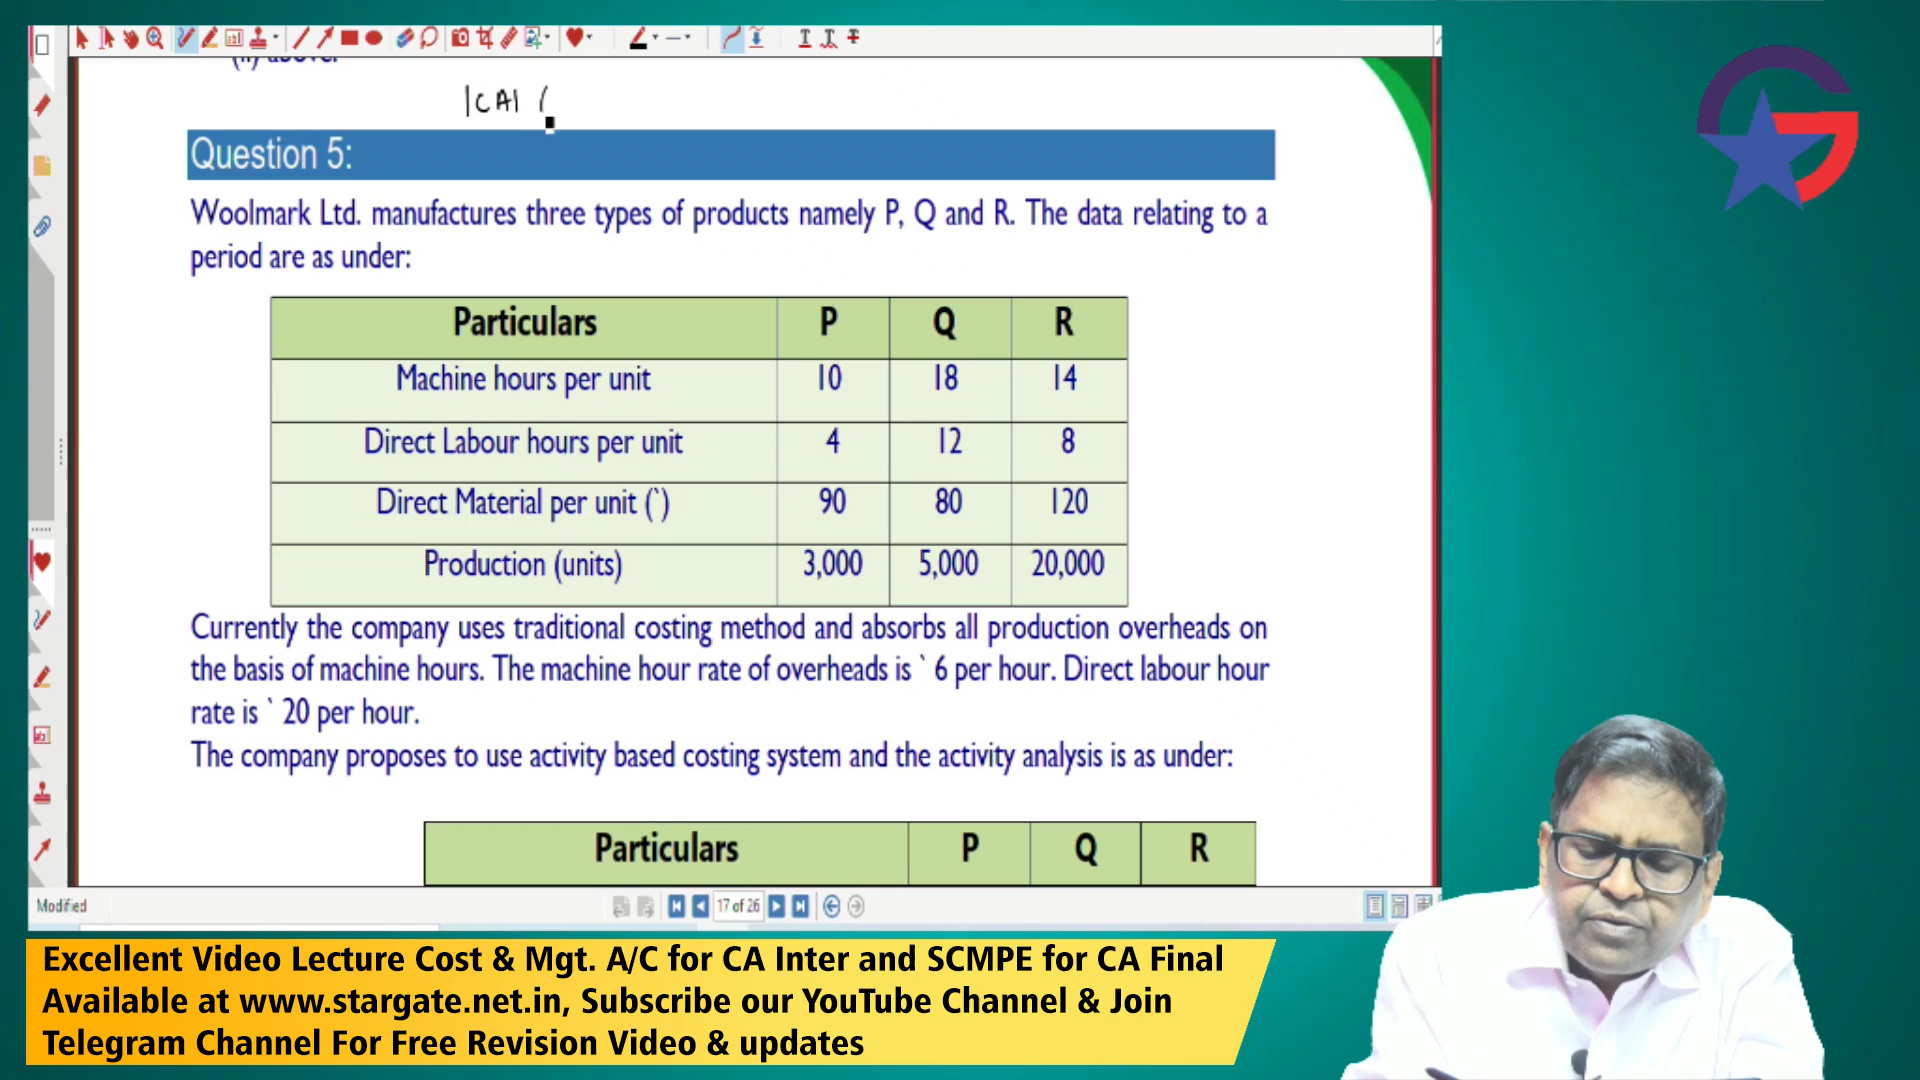 (ii) above.
ICAI (
Question 5:
Woolmark Ltd. manufactures three types of products namely P, Q and R. The data relating to a
period are as under:
Particulars P Q R
Machine hours per unit 10 18 14
Direct Labour hours per unit 4 12 8
Direct Material per unit (`) 90 80 120
Production (units) 3,000 5,000 20,000
Currently the company uses traditional costing method and absorbs all production overheads on
the basis of machine hours. The machine hour rate of overheads is ` 6 per hour. Direct labour hour
rate is ` 20 per hour.
The company proposes to use activity based costing system and the activity analysis is as under:
Particulars P Q R
Modified 17 of 26
Excellent Video Lecture Cost & Mgt. A/C for CA Inter and SCMPE for CA Final
Available at www.stargate.net.in, Subscribe our YouTube Channel & Join
Telegram Channel For Free Revision Video & updates